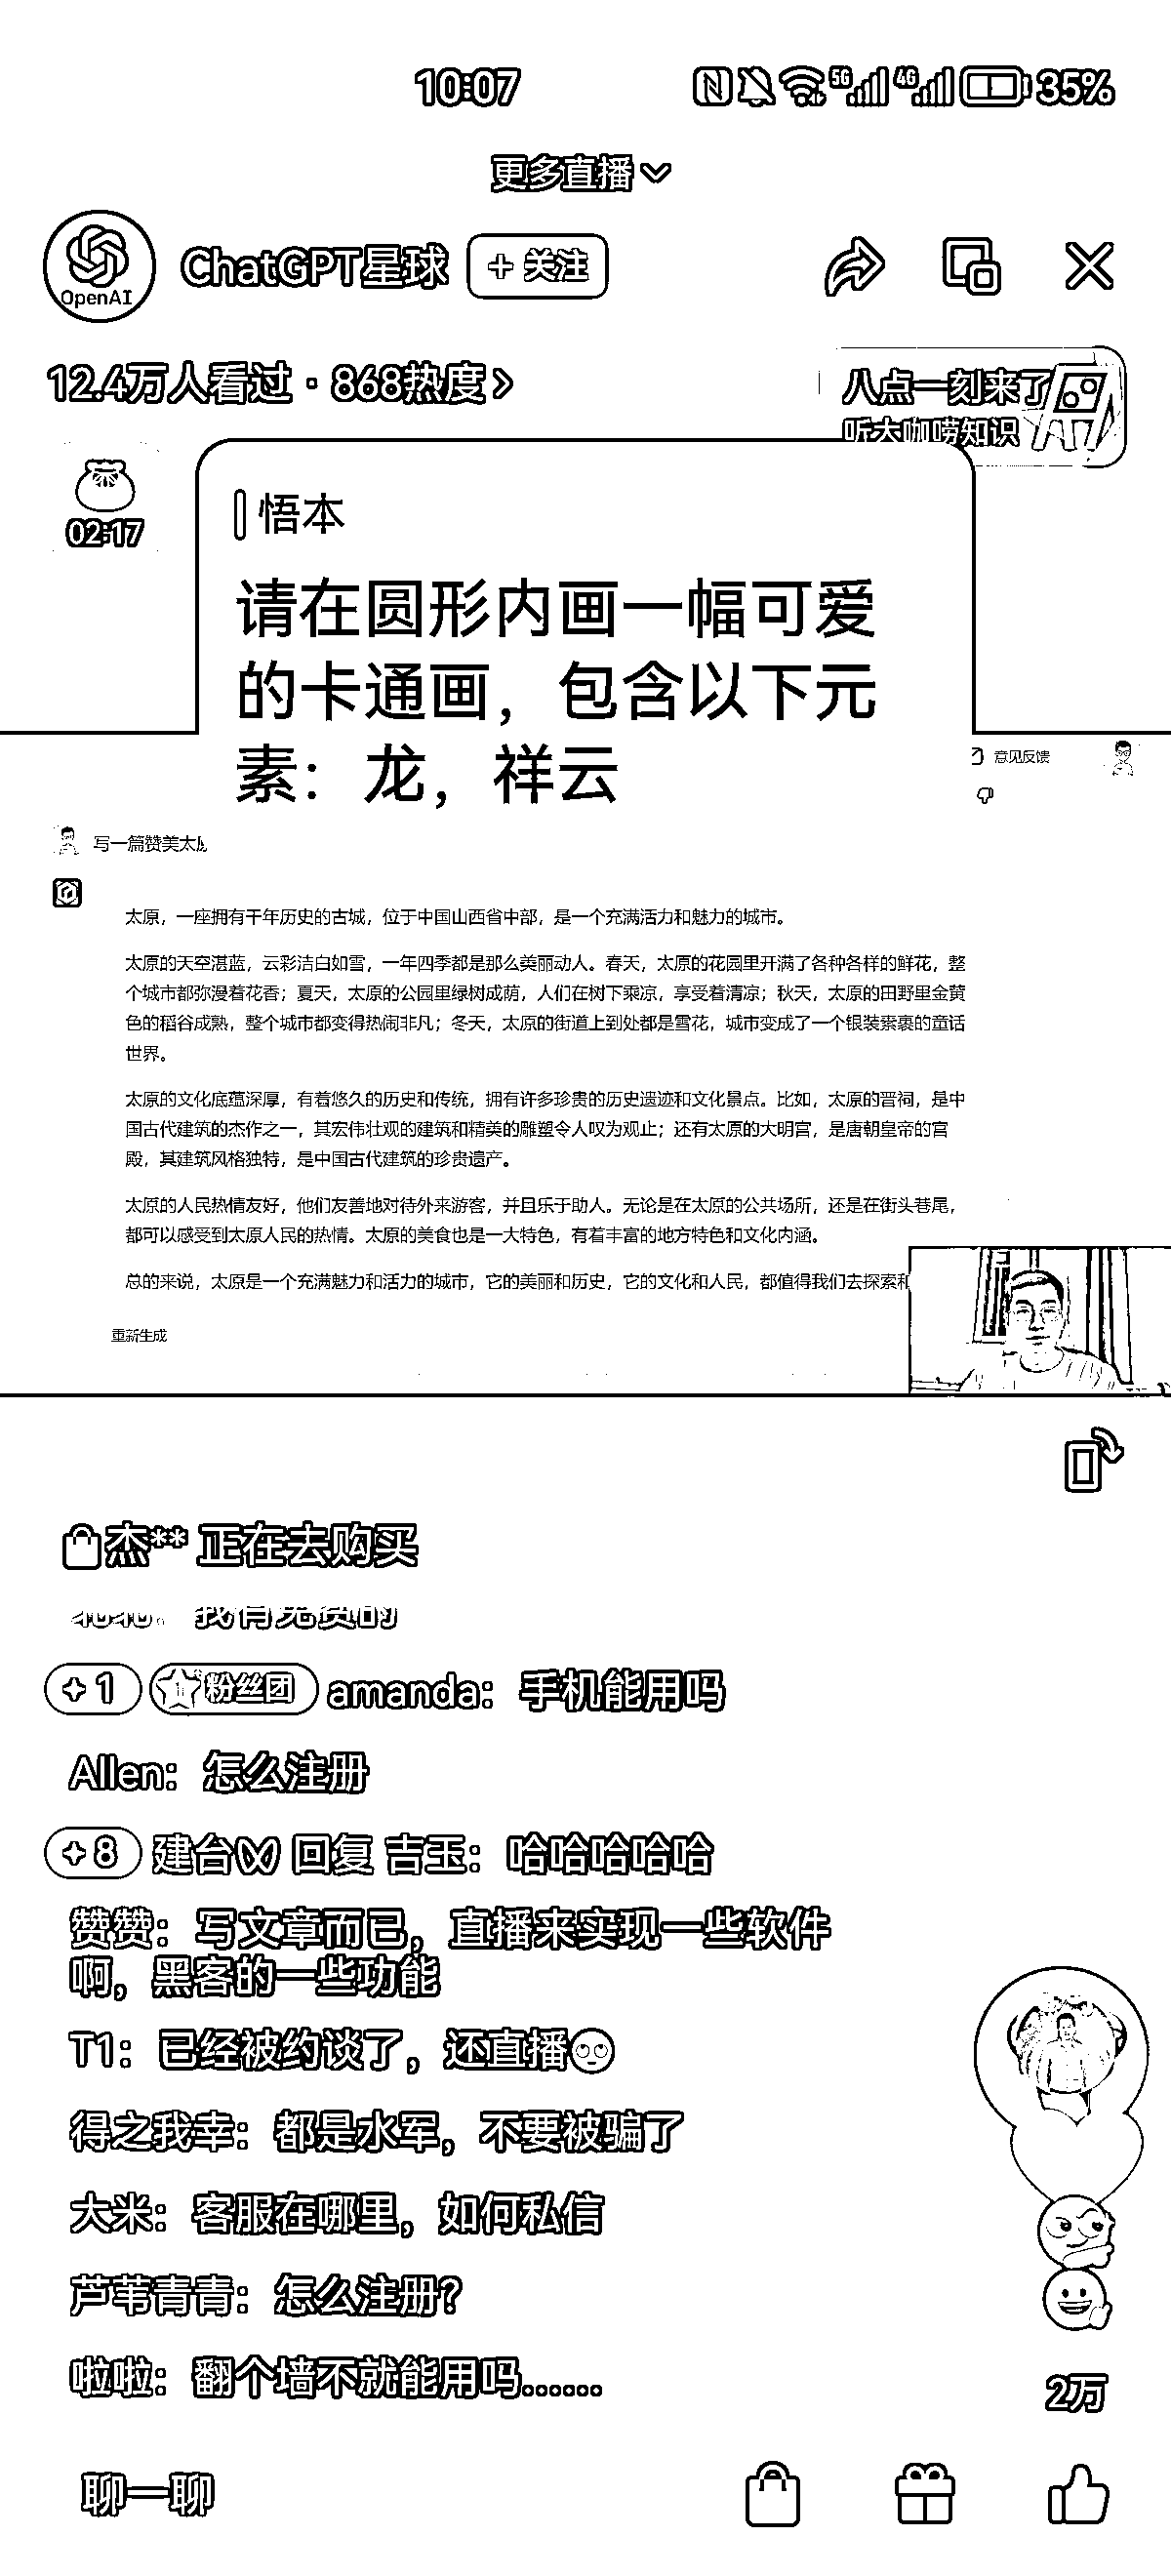 10:07
5G
4G
35%
更多直播
OpenAI
ChatGPT星球
+ 关注
12.4万人看过 · 868热度 >
八点一刻来了
听大咖唠知识
02:17
悟本
请在圆形内画一幅可爱
的卡通画，包含以下元
素：龙，祥云
意见反馈
写一篇赞美太
太原，一座拥有千年历史的古城，位于中国山西省中部，是一个充满活力和魅力的城市。
太原的天空湛蓝，云彩洁白如雪，一年四季都是那么美丽动人。春天，太原的花园里开满了各种各样的鲜花，整
个城市都弥漫着花香；夏天，太原的公园里绿树成荫，人们在树下乘凉，享受着清凉；秋天，太原的田野里金黄
色的稻谷成熟，整个城市都变得热闹非凡；冬天，太原的街道上到处都是雪花，城市变成了一个银装素裹的童话
世界。
太原的文化底蕴深厚，有着悠久的历史和传统，拥有许多珍贵的历史遗迹和文化景点。比如，太原的晋祠，是中
国古代建筑的杰作之一，其宏伟壮观的建筑和精美的雕塑令人叹为观止；还有太原的大明宫，是唐朝皇帝的宫
殿，其建筑风格独特，是中国古代建筑的珍贵遗产。
太原的人民热情友好，他们友善地对待外来游客，并且乐于助人。无论是在太原的公共场所，还是在街头巷尾，
都可以感受到太原人民的热情。太原的美食也是一大特色，有着丰富的地方特色和文化内涵。
总的来说，太原是一个充满魅力和活力的城市，它的美丽和历史，它的文化和人民，都值得我们去探索和
重新生成
杰** 正在去购买
我有免费的
1 粉丝团 amanda：手机能用吗
Allen：怎么注册
8 建台 回复 吉玉：哈哈哈哈哈
赞赞：写文章而已，直播来实现一些软件
啊，黑客的一些功能
T1：已经被约谈了，还直播🙄
得之我幸：都是水军，不要被骗了
大米：客服在哪里，如何私信
芦苇青青：怎么注册？
啦啦：翻个墙不就能用吗……
2万
聊一聊